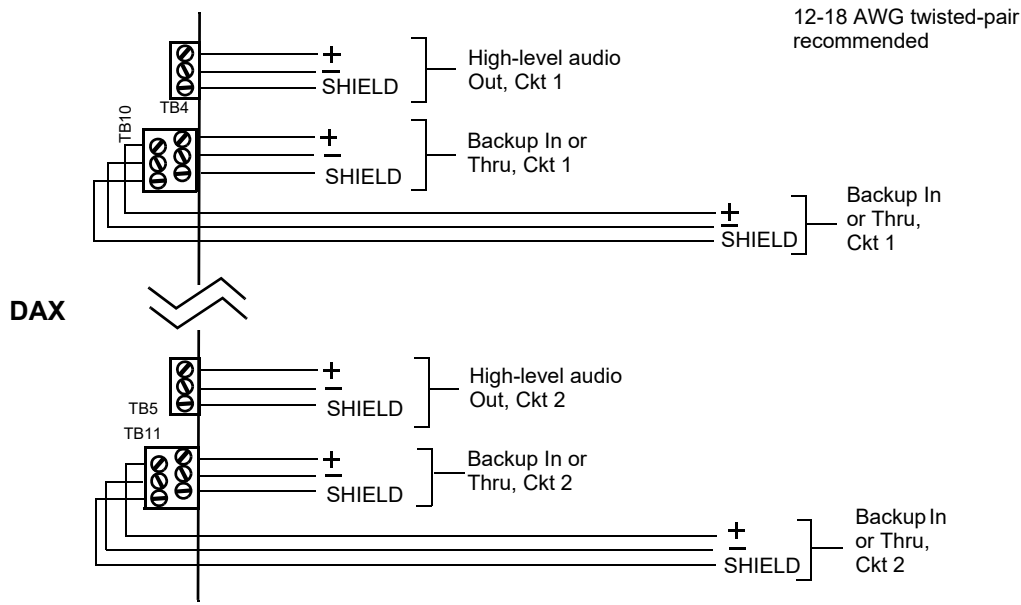 12-18 AWG twisted-pair
recommended
+
−
SHIELD
High-level audio
Out, Ckt 1
TB4
TB10
+
−
SHIELD
Backup In or
Thru, Ckt 1
+
−
SHIELD
Backup In
or Thru,
Ckt 1
DAX
+
−
SHIELD
High-level audio
Out, Ckt 2
TB5
TB11
+
−
SHIELD
Backup In or
Thru, Ckt 2
+
−
SHIELD
Backup In
or Thru,
Ckt 2